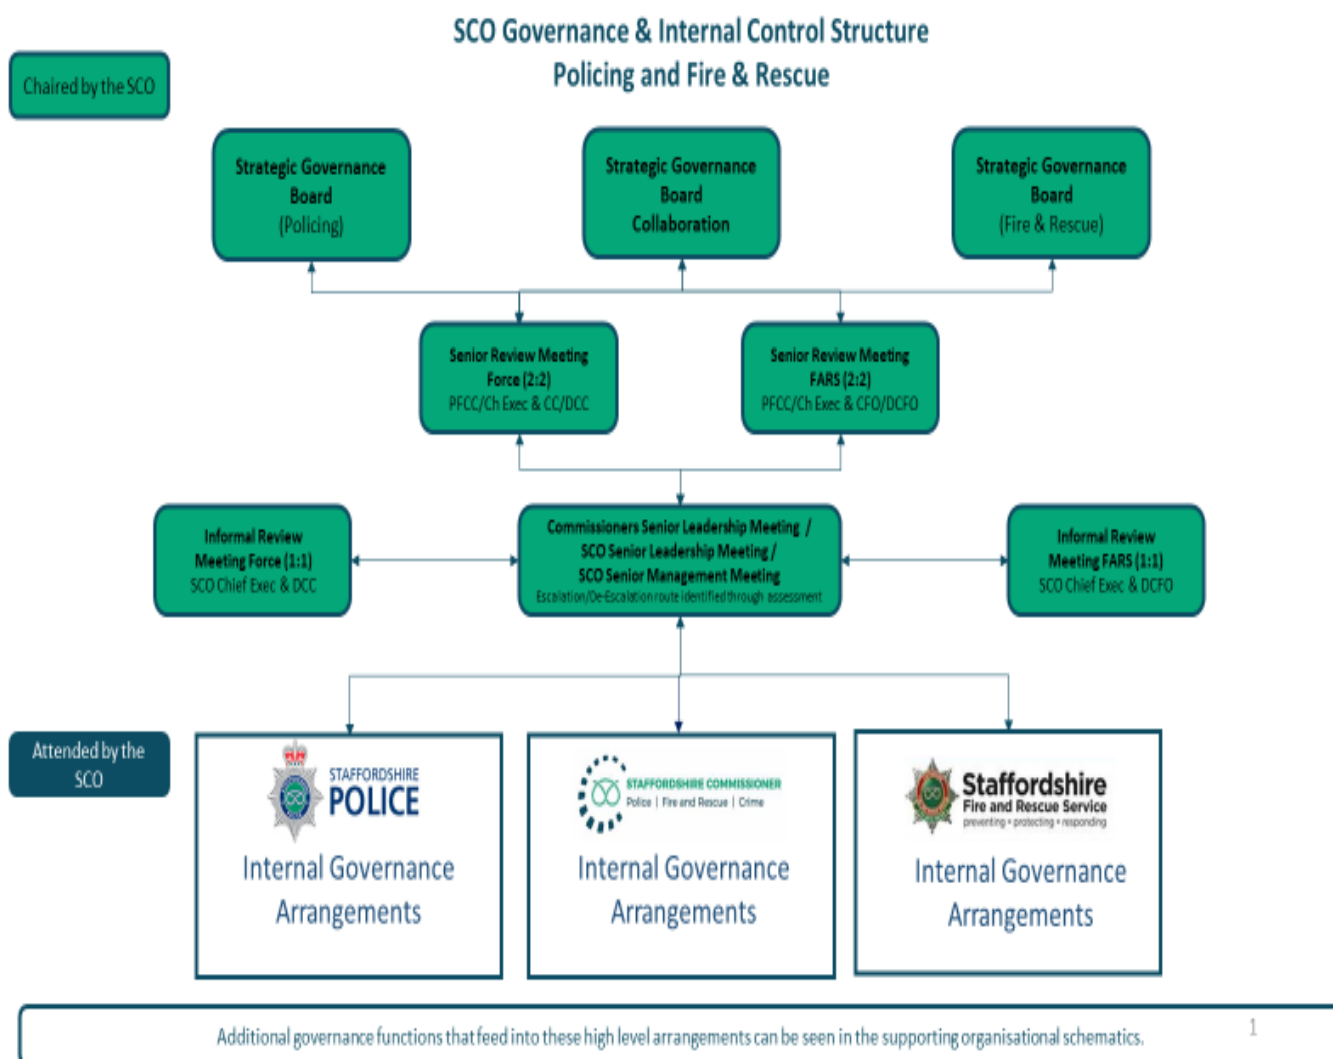 SCO Governance & Internal Control Structure
Policing and Fire & Rescue
Chaired by the SCO
Strategic Governance
Board
(Policing)
Strategic Governance
Board
Collaboration
Strategic Governance
Board
(Fire & Rescue)
Senior Review Meeting
Force (2:2)
PFCC/Ch Exec & CC/DCC
Senior Review Meeting
FARS (2:2)
PFCC/Ch Exec & CFO/DCFO
Informal Review
Meeting Force (1:1)
SCO Chief Exec & DCC
Commissioners Senior Leadership Meeting /
SCO Senior Leadership Meeting /
SCO Senior Management Meeting
Escalation/De-Escalation route identified through assessment
Informal Review
Meeting FARS (1:1)
SCO Chief Exec & DCFO
Attended by the
SCO
STAFFORDSHIRE
POLICE
Internal Governance
Arrangements
STAFFORDSHIRE COMMISSIONER
Police | Fire and Rescue | Crime
Internal Governance
Arrangements
Staffordshire
Fire and Rescue Service
preventing • protecting • responding
Internal Governance
Arrangements
Additional governance functions that feed into these high level arrangements can be seen in the supporting organisational schematics.
1